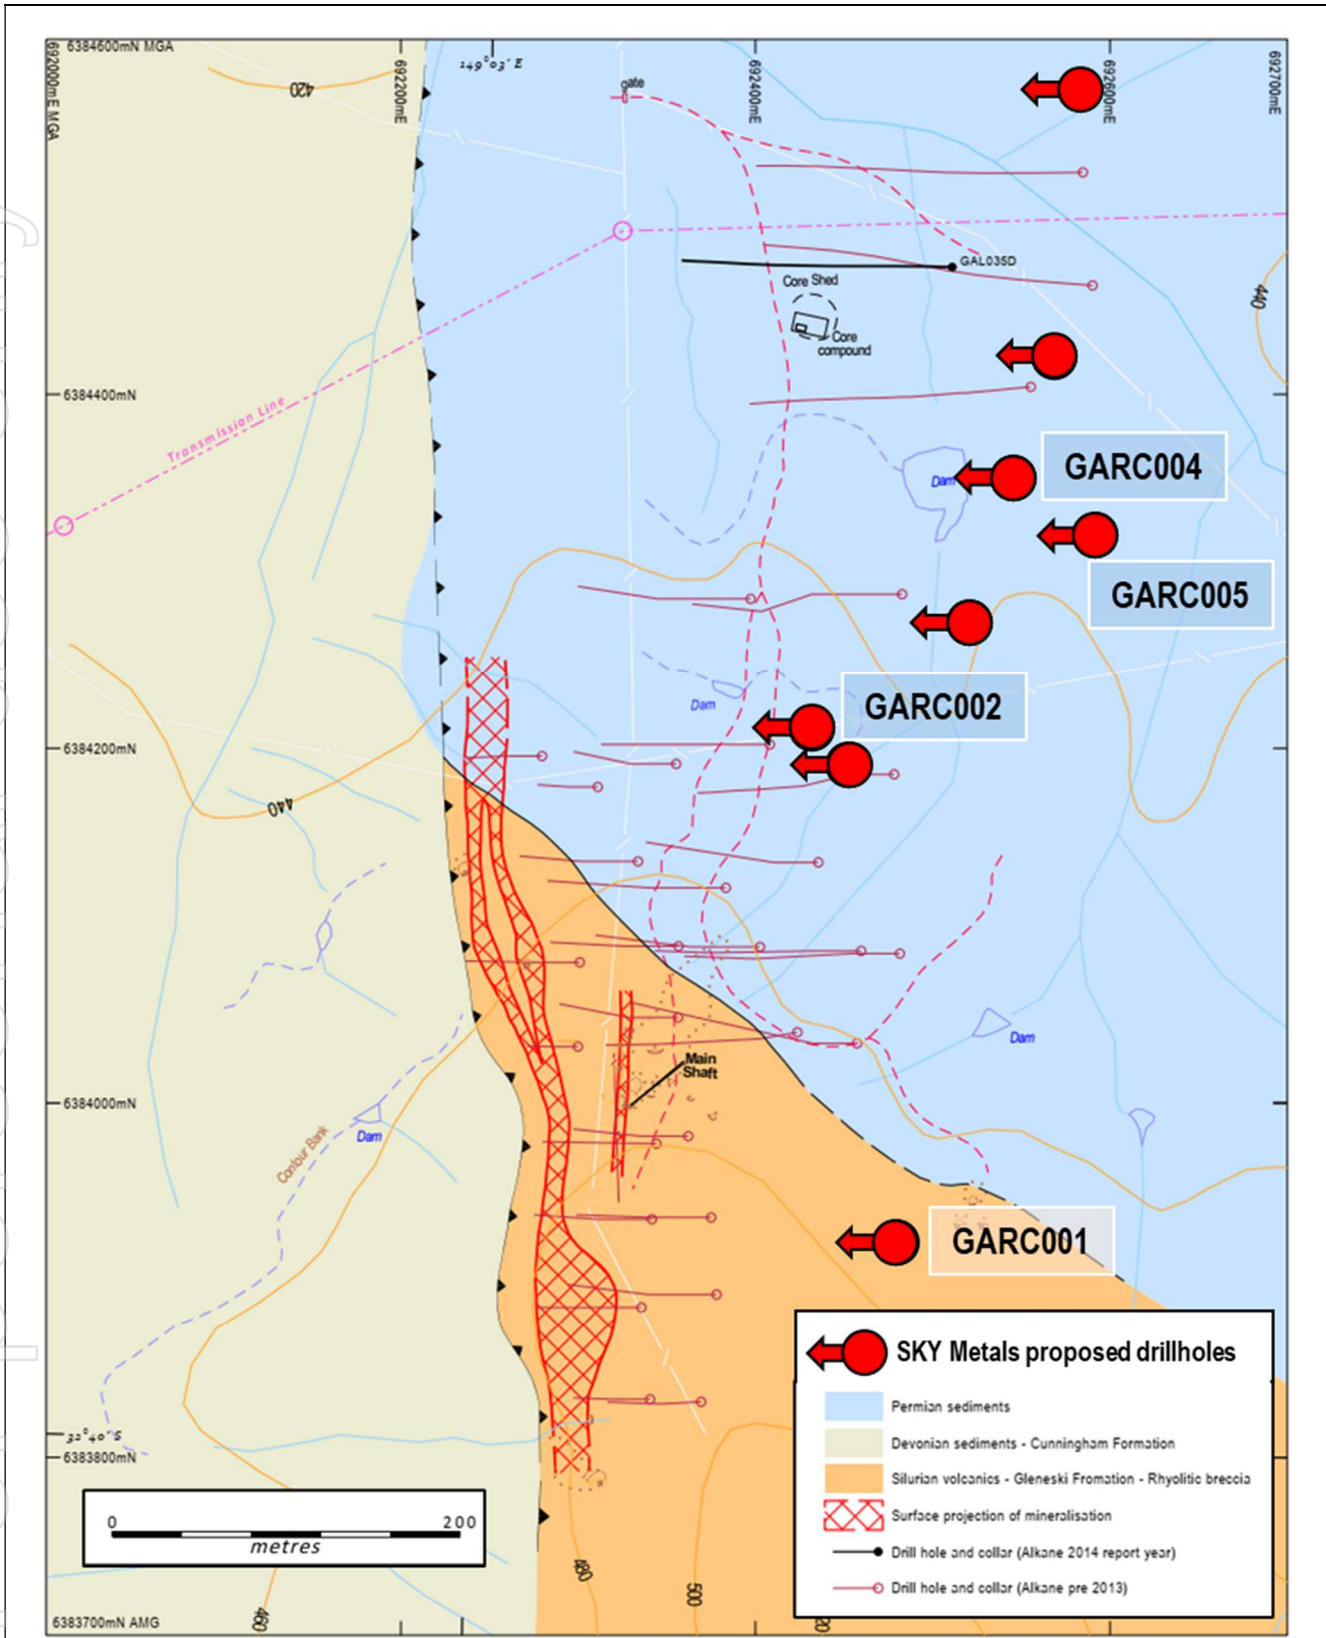 6384600mN MGA
692000mE MGA
692200mE
149°03' E
692400mE
692600mE
692700mE
420
gate
GAL035D
Core Shed
Core
compound
440
6384400mN
Transmission Line
Dam
GARC004
GARC005
GARC002
Dam
6384200mN
440
Dam
Main
Shaft
6384000mN
Dam
Contour Bank
GARC001
SKY Metals proposed drillholes
Permian sediments
Devonian sediments - Cunningham Formation
Silurian volcanics - Gleneski Fromation - Rhyolitic breccia
Surface projection of mineralisation
Drill hole and collar (Alkane 2014 report year)
Drill hole and collar (Alkane pre 2013)
32°40' S
6383800mN
0 200
metres
480
500
20
460
6383700mN AMG